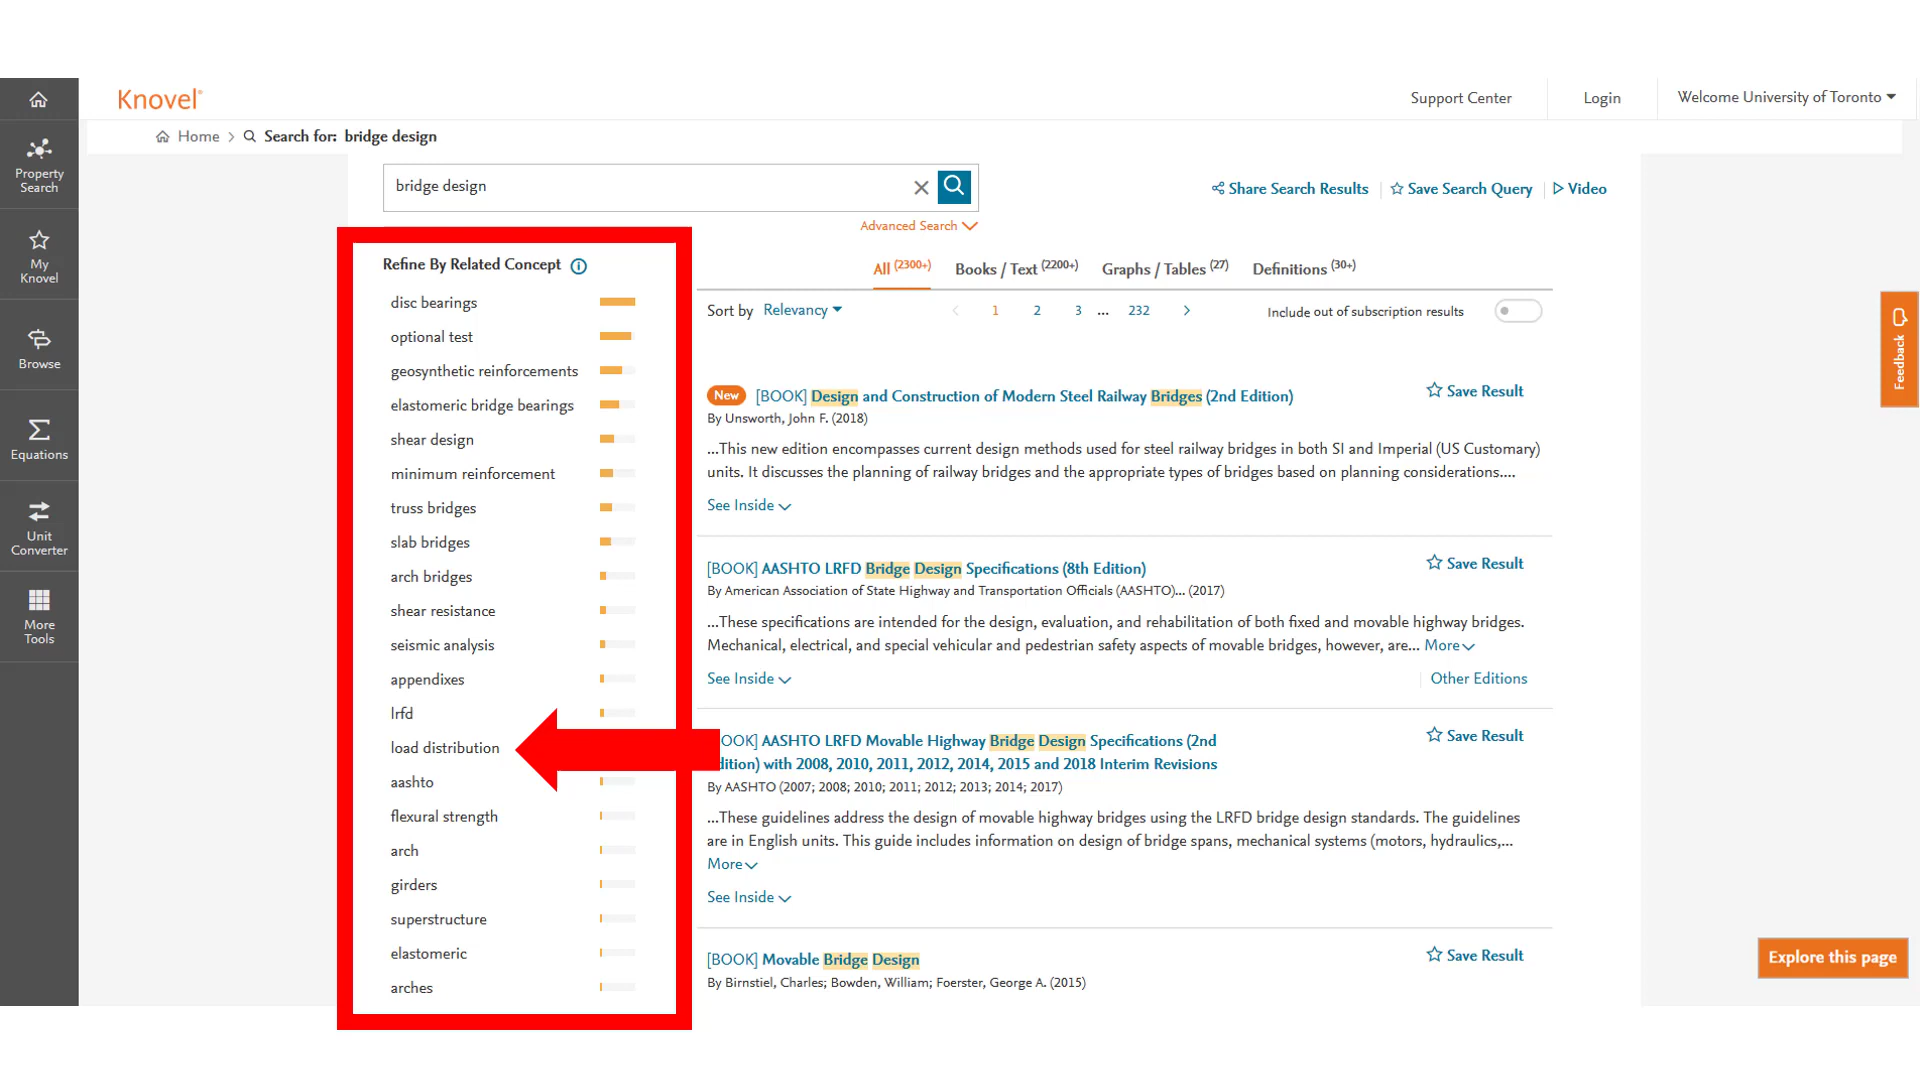 Knovel®
Support Center
Login
Welcome University of Toronto
Home
Search for: bridge design
Property
Search
My
Knovel
Browse
Equations
Unit
Converter
More
Tools
bridge design
Advanced Search
Share Search Results
Save Search Query
Video
Refine By Related Concept
disc bearings
optional test
geosynthetic reinforcements
elastomeric bridge bearings
shear design
minimum reinforcement
truss bridges
slab bridges
arch bridges
shear resistance
seismic analysis
appendixes
lrfd
load distribution
aashto
flexural strength
arch
girders
superstructure
elastomeric
arches
All (2300+)
Books / Text (2200+)
Graphs / Tables (27)
Definitions (30+)
Sort by Relevancy
1 2 3 ... 232
Include out of subscription results
New [BOOK] Design and Construction of Modern Steel Railway Bridges (2nd Edition)
Save Result
By Unsworth, John F. (2018)
...This new edition encompasses current design methods used for steel railway bridges in both SI and Imperial (US Customary)
units. It discusses the planning of railway bridges and the appropriate types of bridges based on planning considerations....
See Inside
[BOOK] AASHTO LRFD Bridge Design Specifications (8th Edition)
Save Result
By American Association of State Highway and Transportation Officials (AASHTO)... (2017)
...These specifications are intended for the design, evaluation, and rehabilitation of both fixed and movable highway bridges.
Mechanical, electrical, and special vehicular and pedestrian safety aspects of movable bridges, however, are... More
See Inside
Other Editions
OOK] AASHTO LRFD Movable Highway Bridge Design Specifications (2nd
Save Result
dition) with 2008, 2010, 2011, 2012, 2014, 2015 and 2018 Interim Revisions
By AASHTO (2007; 2008; 2010; 2011; 2012; 2013; 2014; 2017)
...These guidelines address the design of movable highway bridges using the LRFD bridge design standards. The guidelines
are in English units. This guide includes information on design of bridge spans, mechanical systems (motors, hydraulics,...
More
See Inside
[BOOK] Movable Bridge Design
Save Result
By Birnstiel, Charles; Bowden, William; Foerster, George A. (2015)
Feedback
Explore this page